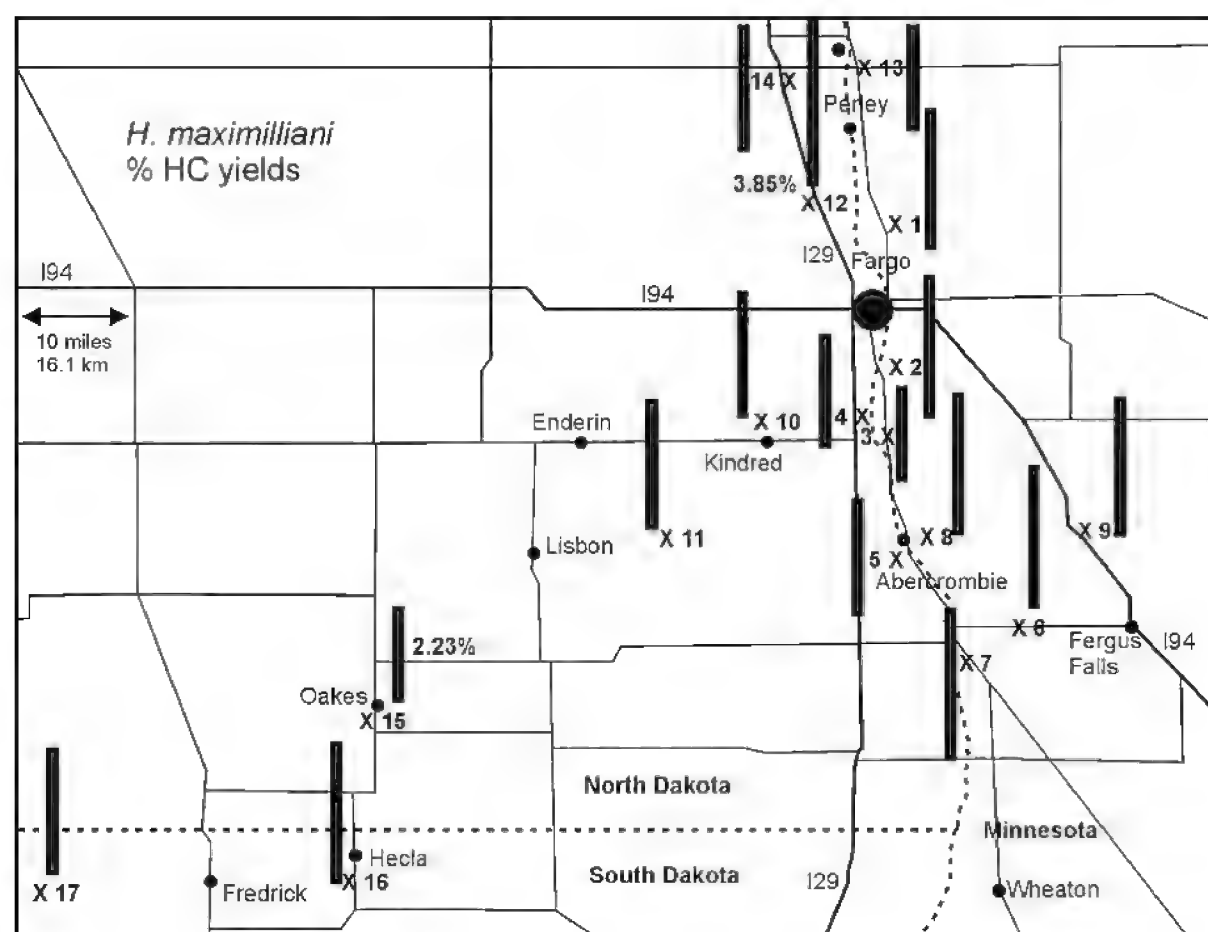 14 X
X 13
Perley
H. maximilliani
% HC yields
3.85%
X 12
X 1
I29
Fargo
I94
I94
10 miles
16.1 km
X 2
Enderin
X 10
4 X
3 X
Kindred
X 11
X 8
X 9
Lisbon
5 X
Abercrombie
X 6
Fergus
Falls
I94
2.23%
X 7
Oakes
X 15
North Dakota
Minnesota
Hecla
X 16
South Dakota
I29
X 17
Fredrick
Wheaton